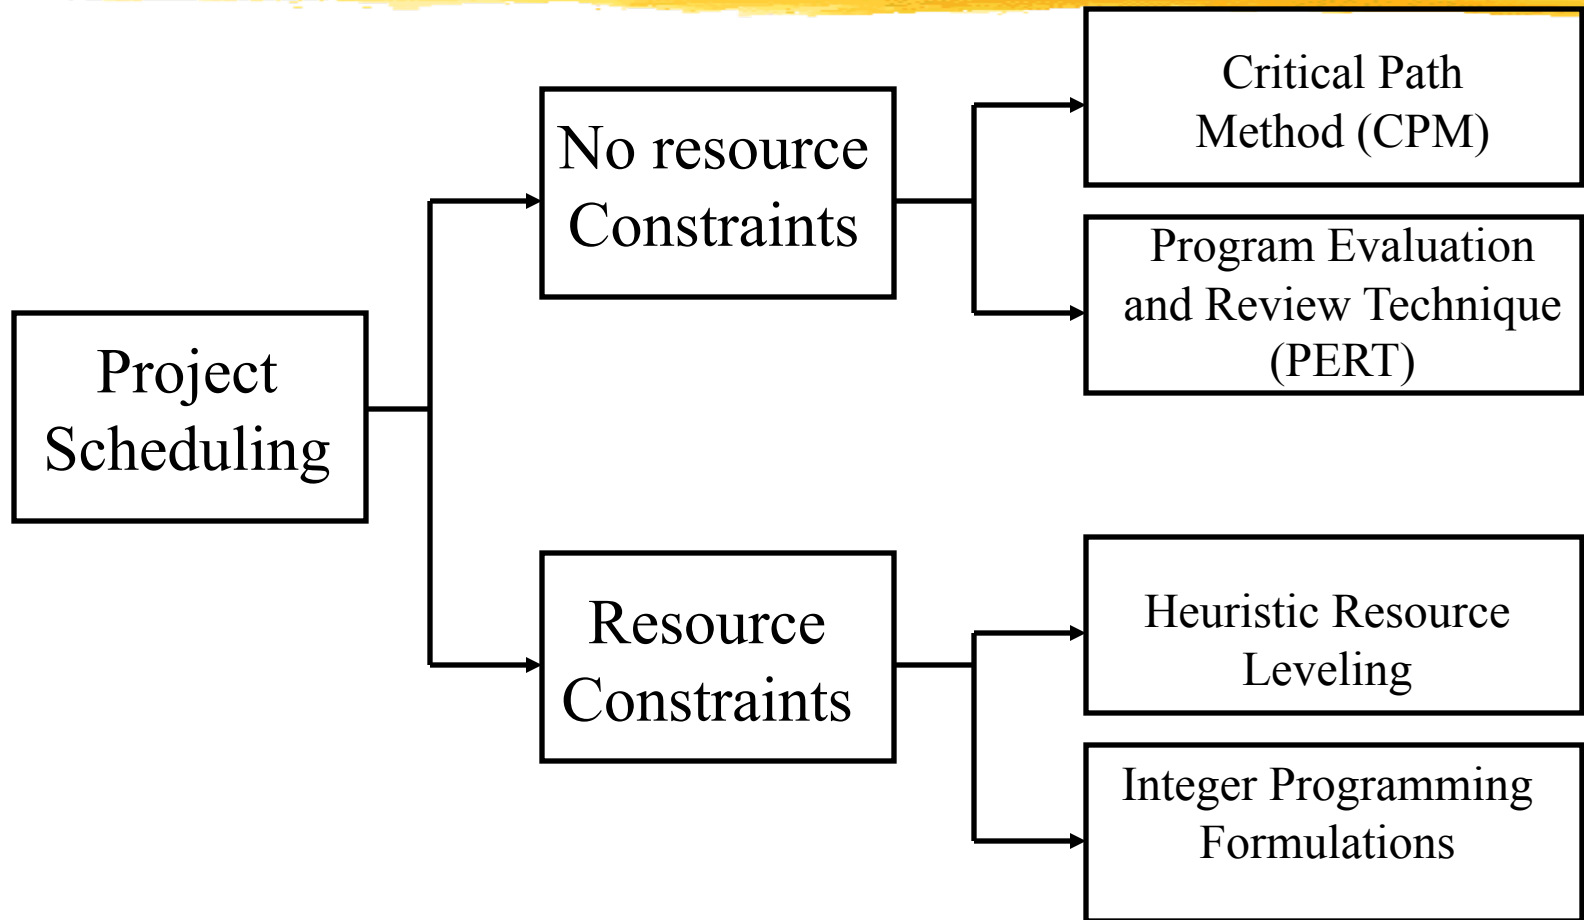 Project
Scheduling
No resource
Constraints
Critical Path
Method (CPM)
Program Evaluation
and Review Technique
(PERT)
Resource
Constraints
Heuristic Resource
Leveling
Integer Programming
Formulations